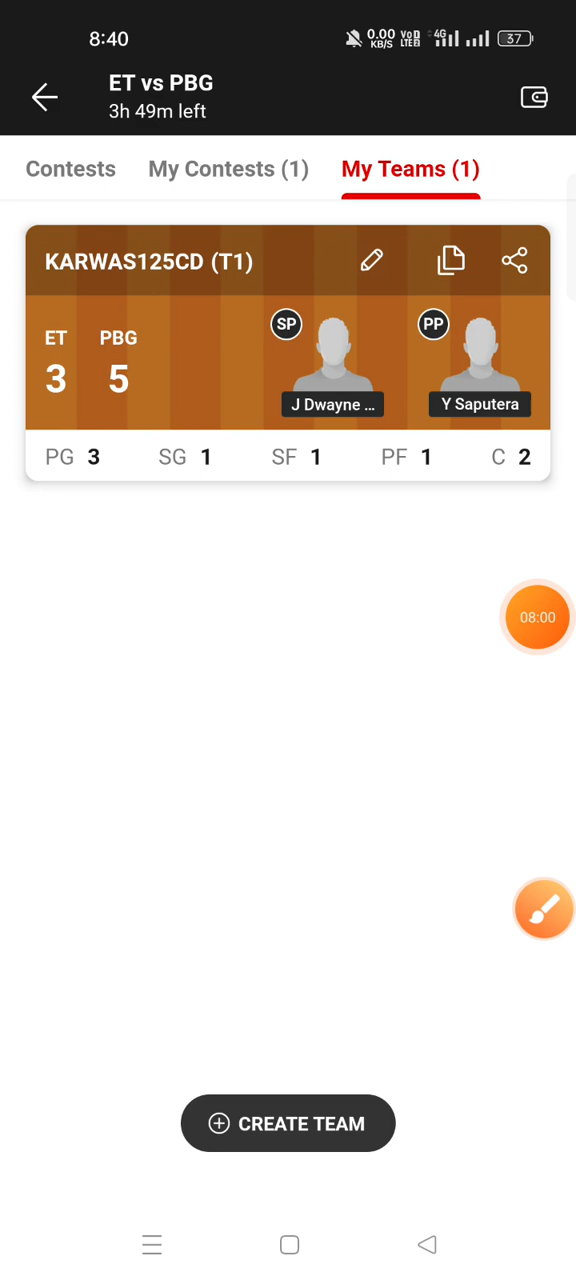 8:40
0.00 KB/S VoD LTE 4G 37
ET vs PBG
3h 49m left
Contests My Contests (1) My Teams (1)
KARWAS125CD (T1)
SP PP
ET PBG
3 5
J Dwayne ... Y Saputera
PG 3 SG 1 SF 1 PF 1 C 2
08:00
CREATE TEAM